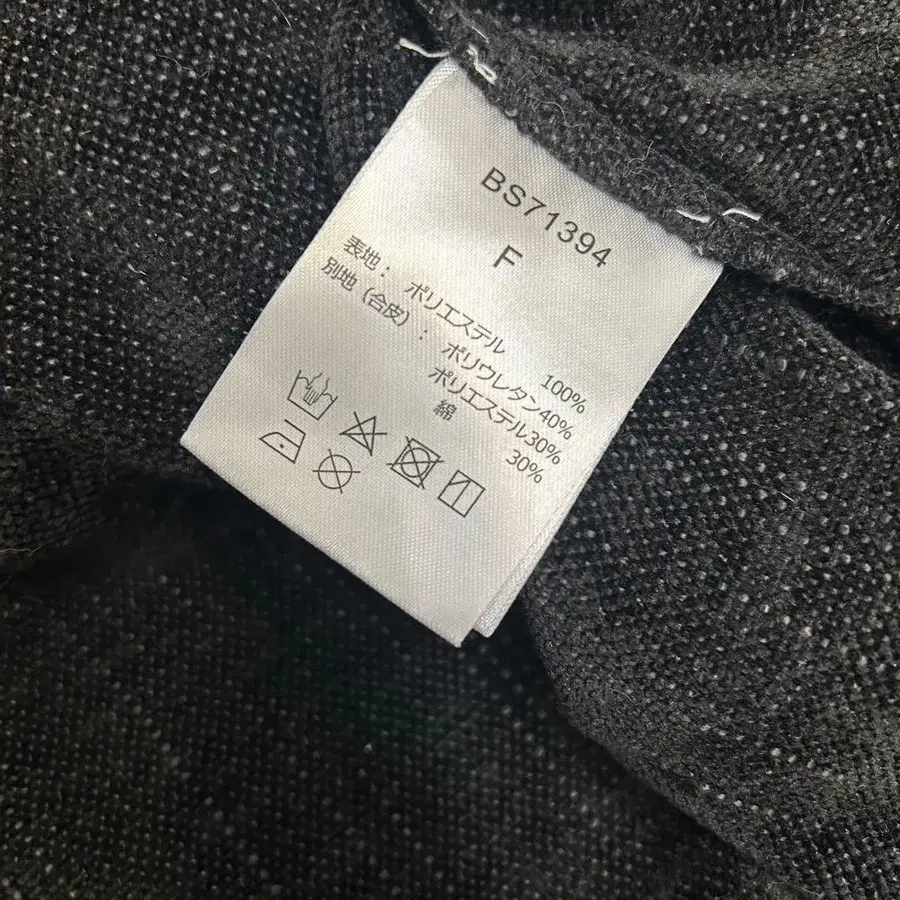 BS71394
F
表地： ポリエステル 100%
別地（合皮）： ポリウレタン40%
ポリエステル30%
綿 30%